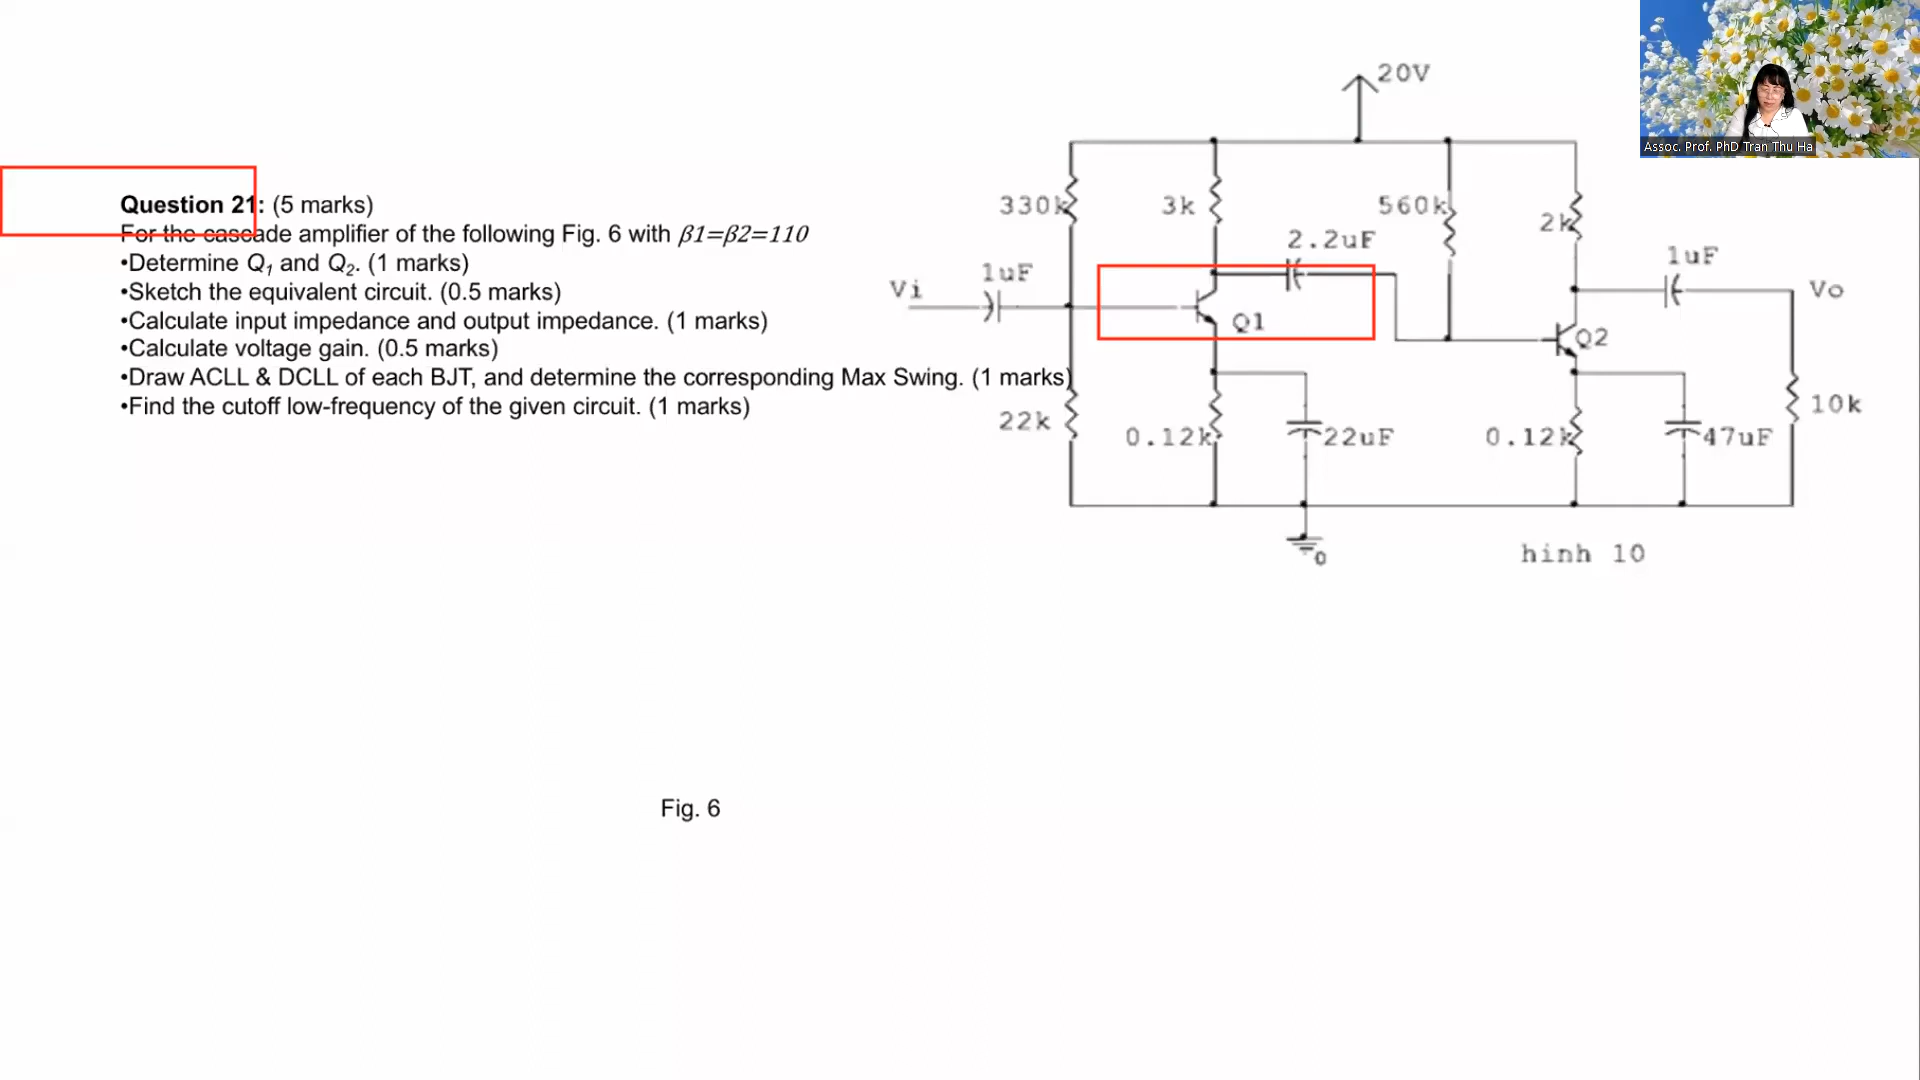 Question 21: (5 marks)
For the cascade amplifier of the following Fig. 6 with β1=β2=110
•Determine Q1 and Q2. (1 marks)
•Sketch the equivalent circuit. (0.5 marks)
•Calculate input impedance and output impedance. (1 marks)
•Calculate voltage gain. (0.5 marks)
•Draw ACLL & DCLL of each BJT, and determine the corresponding Max Swing. (1 marks)
•Find the cutoff low-frequency of the given circuit. (1 marks)
20V
330k
3k
560k
2k
2.2uF
1uF
1uF
Vi
Vo
Q1
Q2
10k
22k
0.12k
22uF
0.12k
47uF
0
hinh 10
Fig. 6
Assoc. Prof. PhD Tran Thu Ha